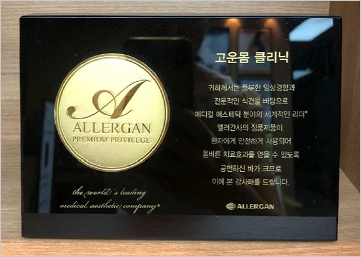 고운몸 클리닉
귀하께서는 풍부한 임상경험과
전문적인 식견을 바탕으로
메디컬 에스테틱 분야의 세계적인 리더*
엘러간사의 정품제품이
환자에게 안전하게 사용되어
올바른 치료효과를 얻을 수 있도록
공헌하신 바가 크므로
이에 본 감사패를 드립니다.
ALLERGAN
A
ALLERGAN
PREMIUM PRIVILEGE
the world's leading
medical aesthetic company*